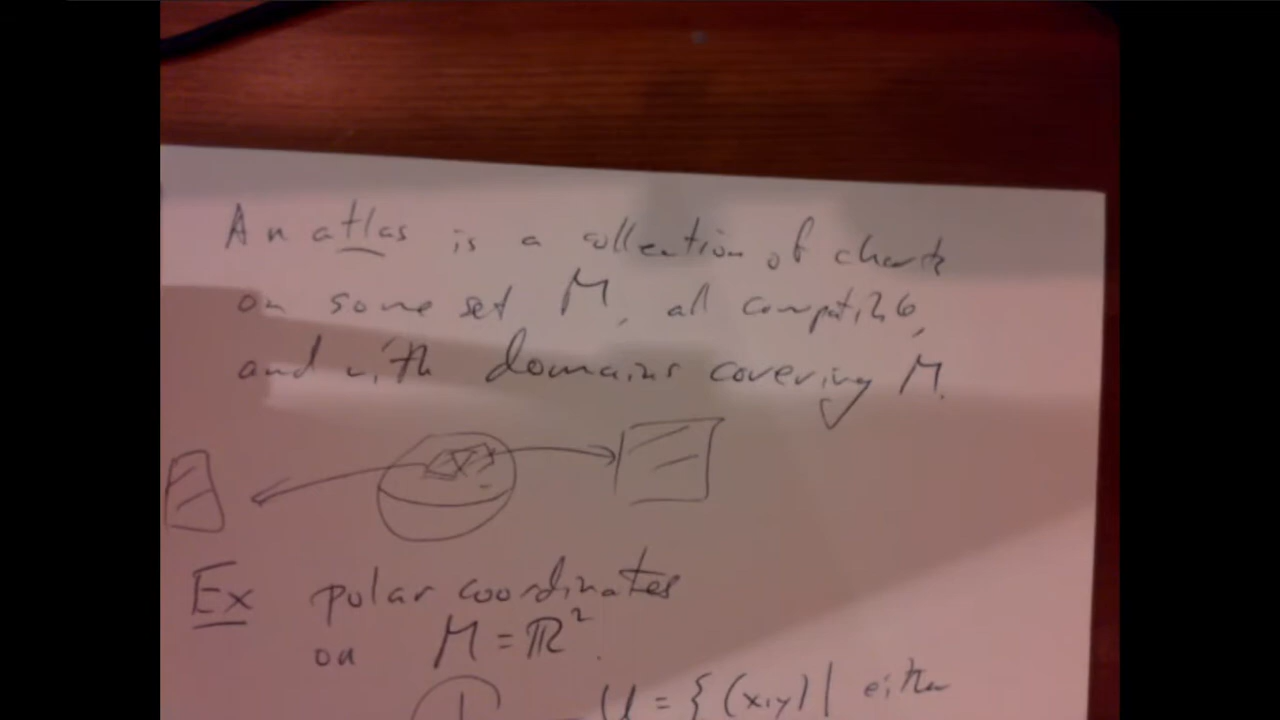 An atlas is a collection of charts
on some set M, all compatible,
and with domains covering M.
Ex polar coordinates
on M = ℝ².
U = { (x,y) | either